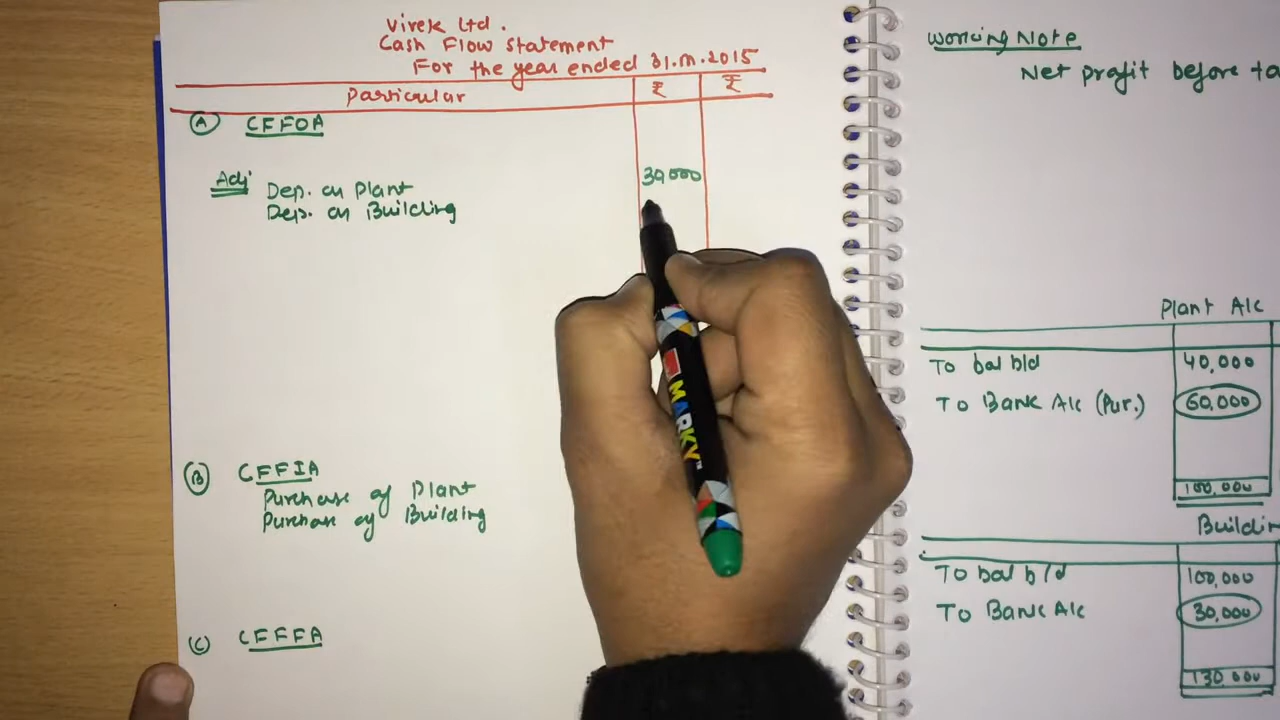 Vivek Ltd.
Cash Flow Statement
For the year ended 31.m.2015
Particular ₹ ₹
A CFFOA
Adj Dep. on Plant 30,000
Dep. on Building
B CFFIA
Purchase of Plant
Purchase of Building
C CFFFA
MARKY
Working Note
Net profit before ta
Plant A/c
To bal b/d 40,000
To Bank A/c (Pur.) 60,000
100,000
Buildin
To bal b/d 100,000
To Bank A/c 30,000
130,000